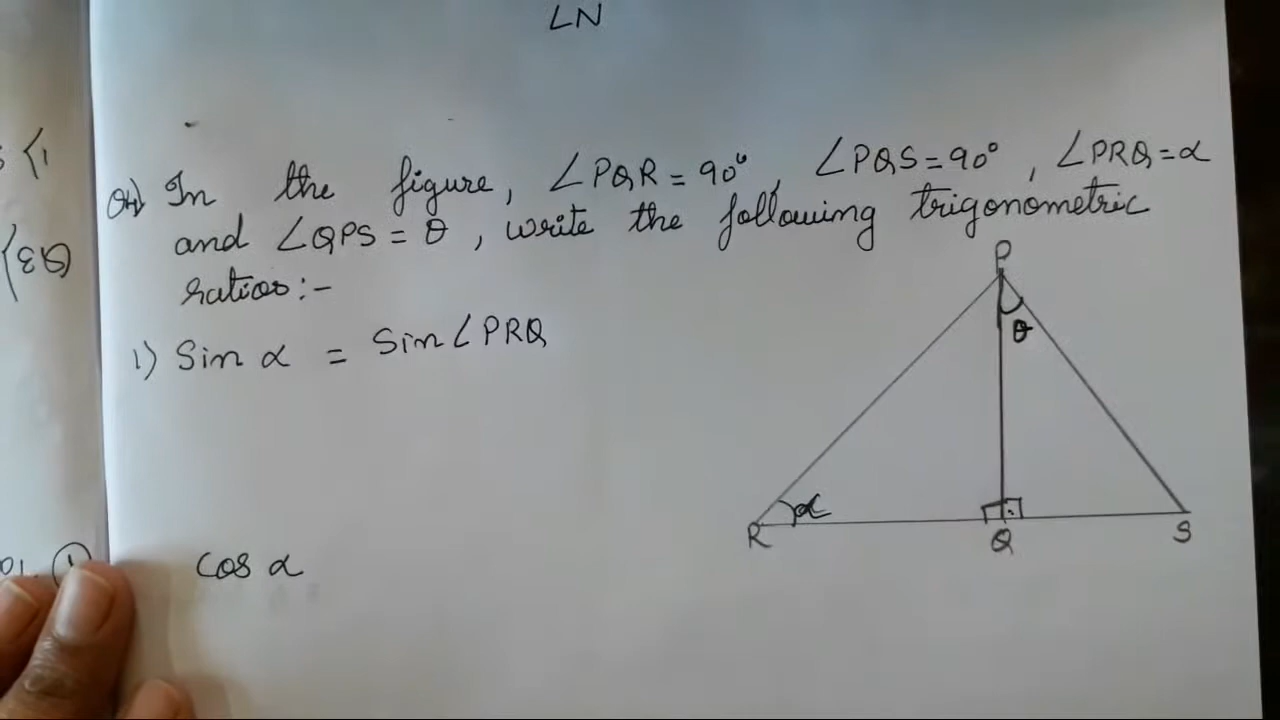 ∠N
Q4) In the figure, ∠PQR = 90°, ∠PQS = 90°, ∠PRQ = α
and ∠QPS = θ, write the following trigonometric
ratios:-
1) Sin α = Sin ∠PRQ
cos α
P
θ
α
R
Q
S